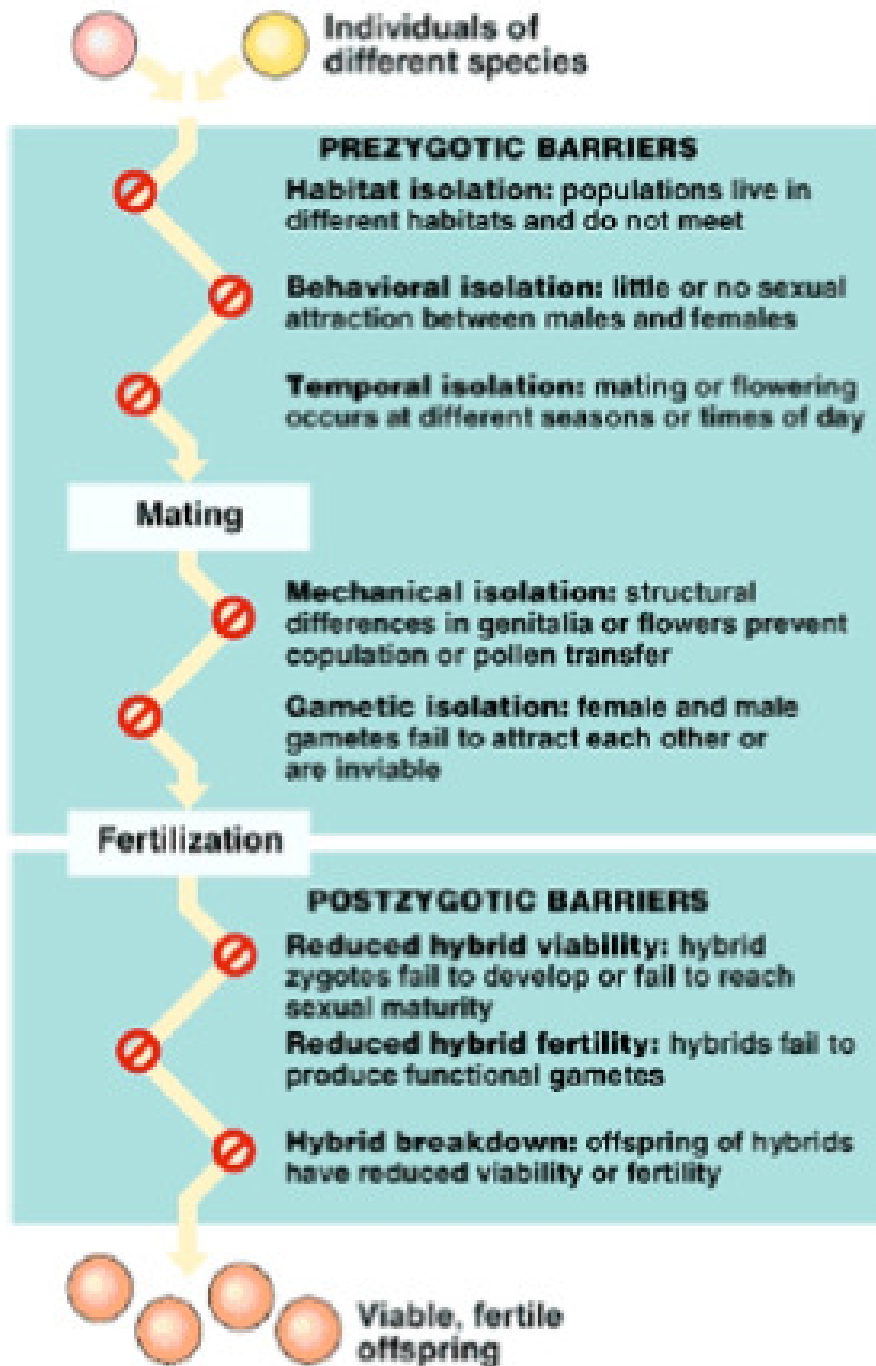 Individuals of
different species
PREZYGOTIC BARRIERS
Habitat isolation: populations live in
different habitats and do not meet
Behavioral isolation: little or no sexual
attraction between males and females
Temporal isolation: mating or flowering
occurs at different seasons or times of day
Mating
Mechanical isolation: structural
differences in genitalia or flowers prevent
copulation or pollen transfer
Gametic isolation: female and male
gametes fail to attract each other or
are inviable
Fertilization
POSTZYGOTIC BARRIERS
Reduced hybrid viability: hybrid
zygotes fail to develop or fail to reach
sexual maturity
Reduced hybrid fertility: hybrids fail to
produce functional gametes
Hybrid breakdown: offspring of hybrids
have reduced viability or fertility
Viable, fertile
offspring